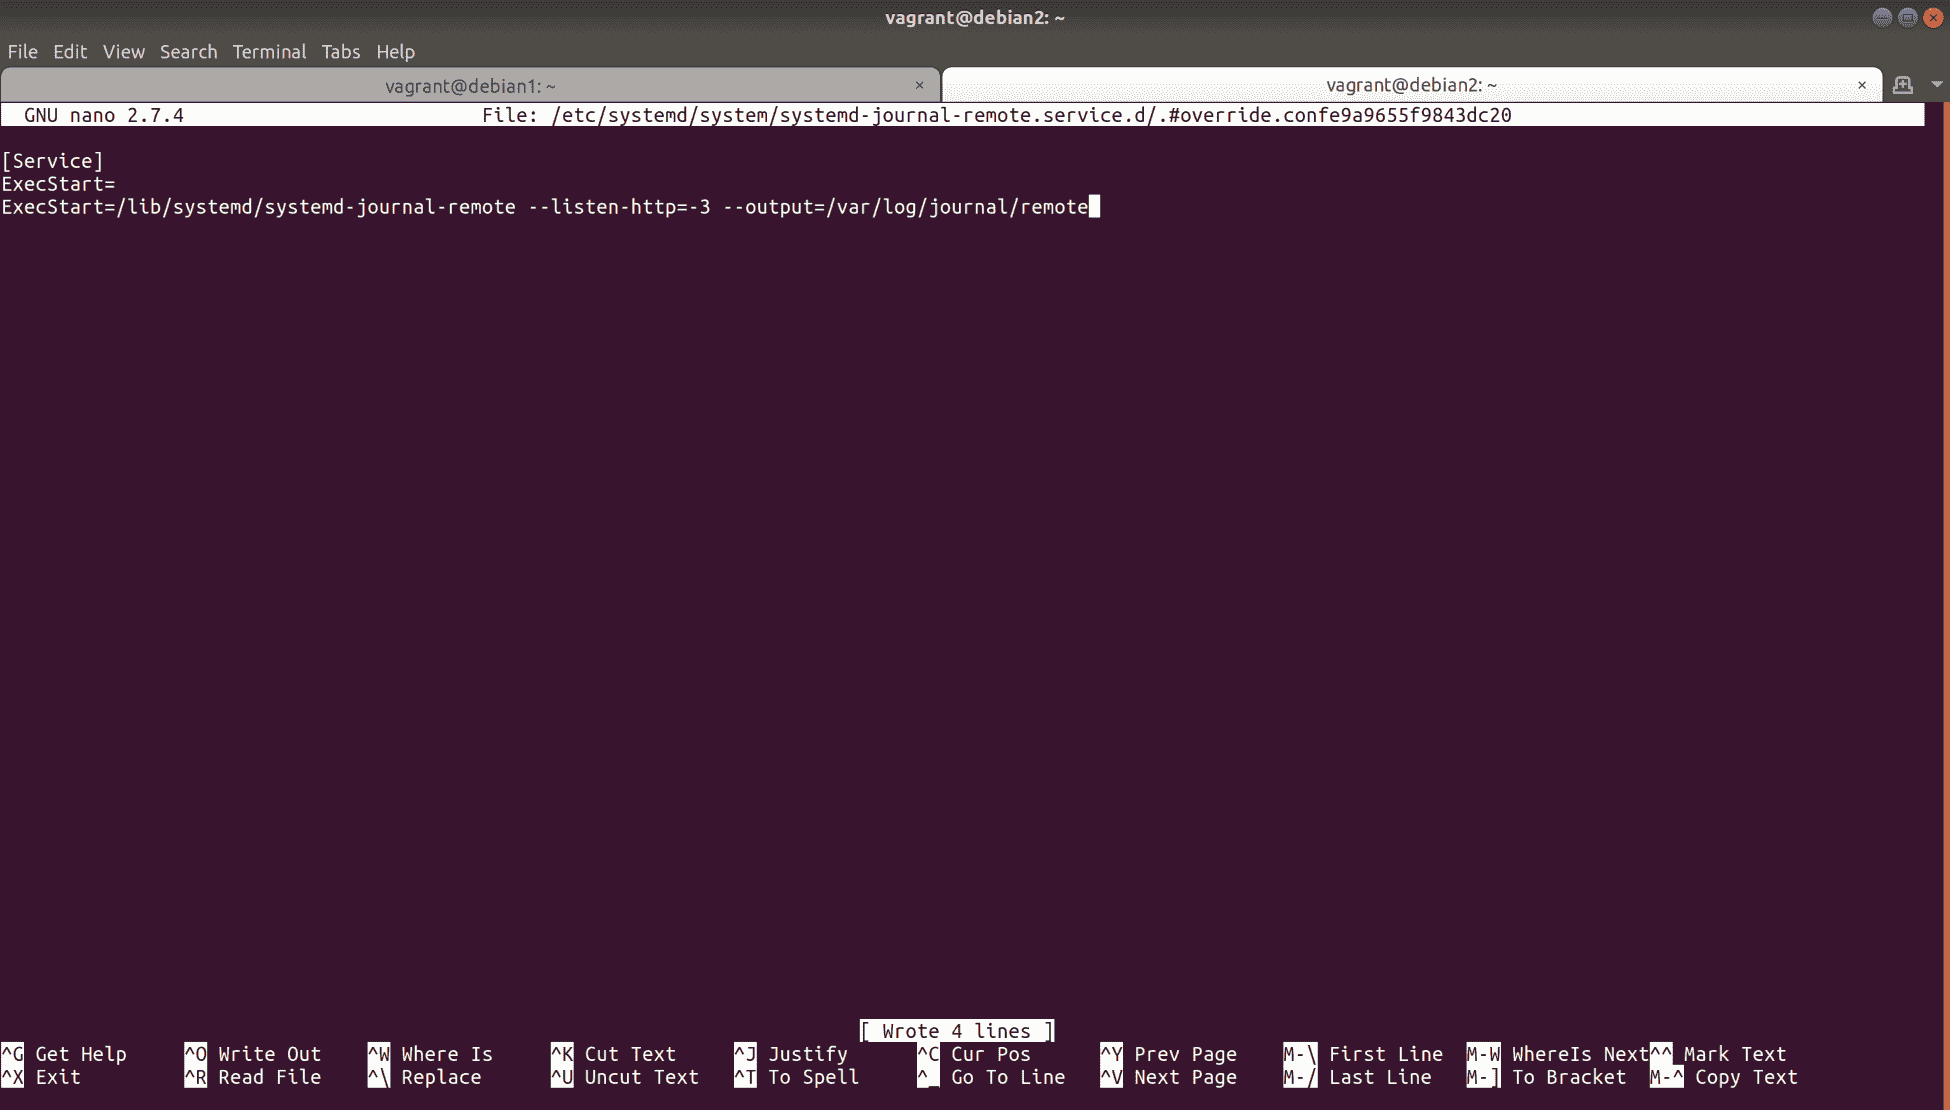 vagrant@debian2: ~
File Edit View Search Terminal Tabs Help
vagrant@debian1: ~ × vagrant@debian2: ~ ×
GNU nano 2.7.4 File: /etc/systemd/system/systemd-journal-remote.service.d/.#override.confe9a9655f9843dc20
[Service]
ExecStart=
ExecStart=/lib/systemd/systemd-journal-remote --listen-http=-3 --output=/var/log/journal/remote
[ Wrote 4 lines ]
^G Get Help ^O Write Out ^W Where Is ^K Cut Text ^J Justify ^C Cur Pos ^Y Prev Page M-\ First Line M-W WhereIs Next ^^ Mark Text
^X Exit ^R Read File ^\ Replace ^U Uncut Text ^T To Spell ^_ Go To Line ^V Next Page M-/ Last Line M-] To Bracket M-^ Copy Text